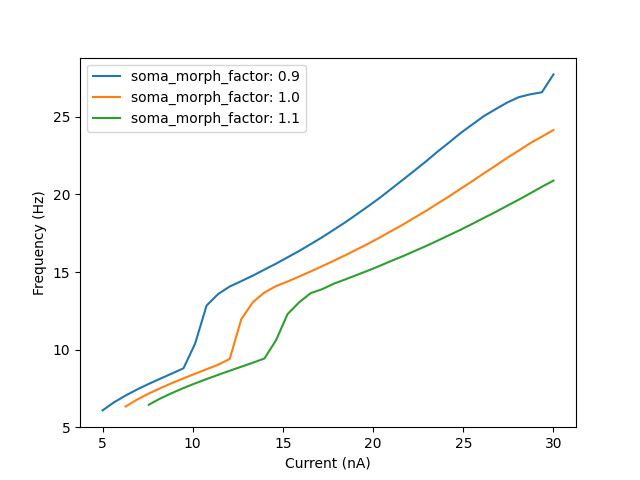 soma_morph_factor: 0.9
soma_morph_factor: 1.0
soma_morph_factor: 1.1
25
20
15
10
5
Frequency (Hz)
5 10 15 20 25 30
Current (nA)